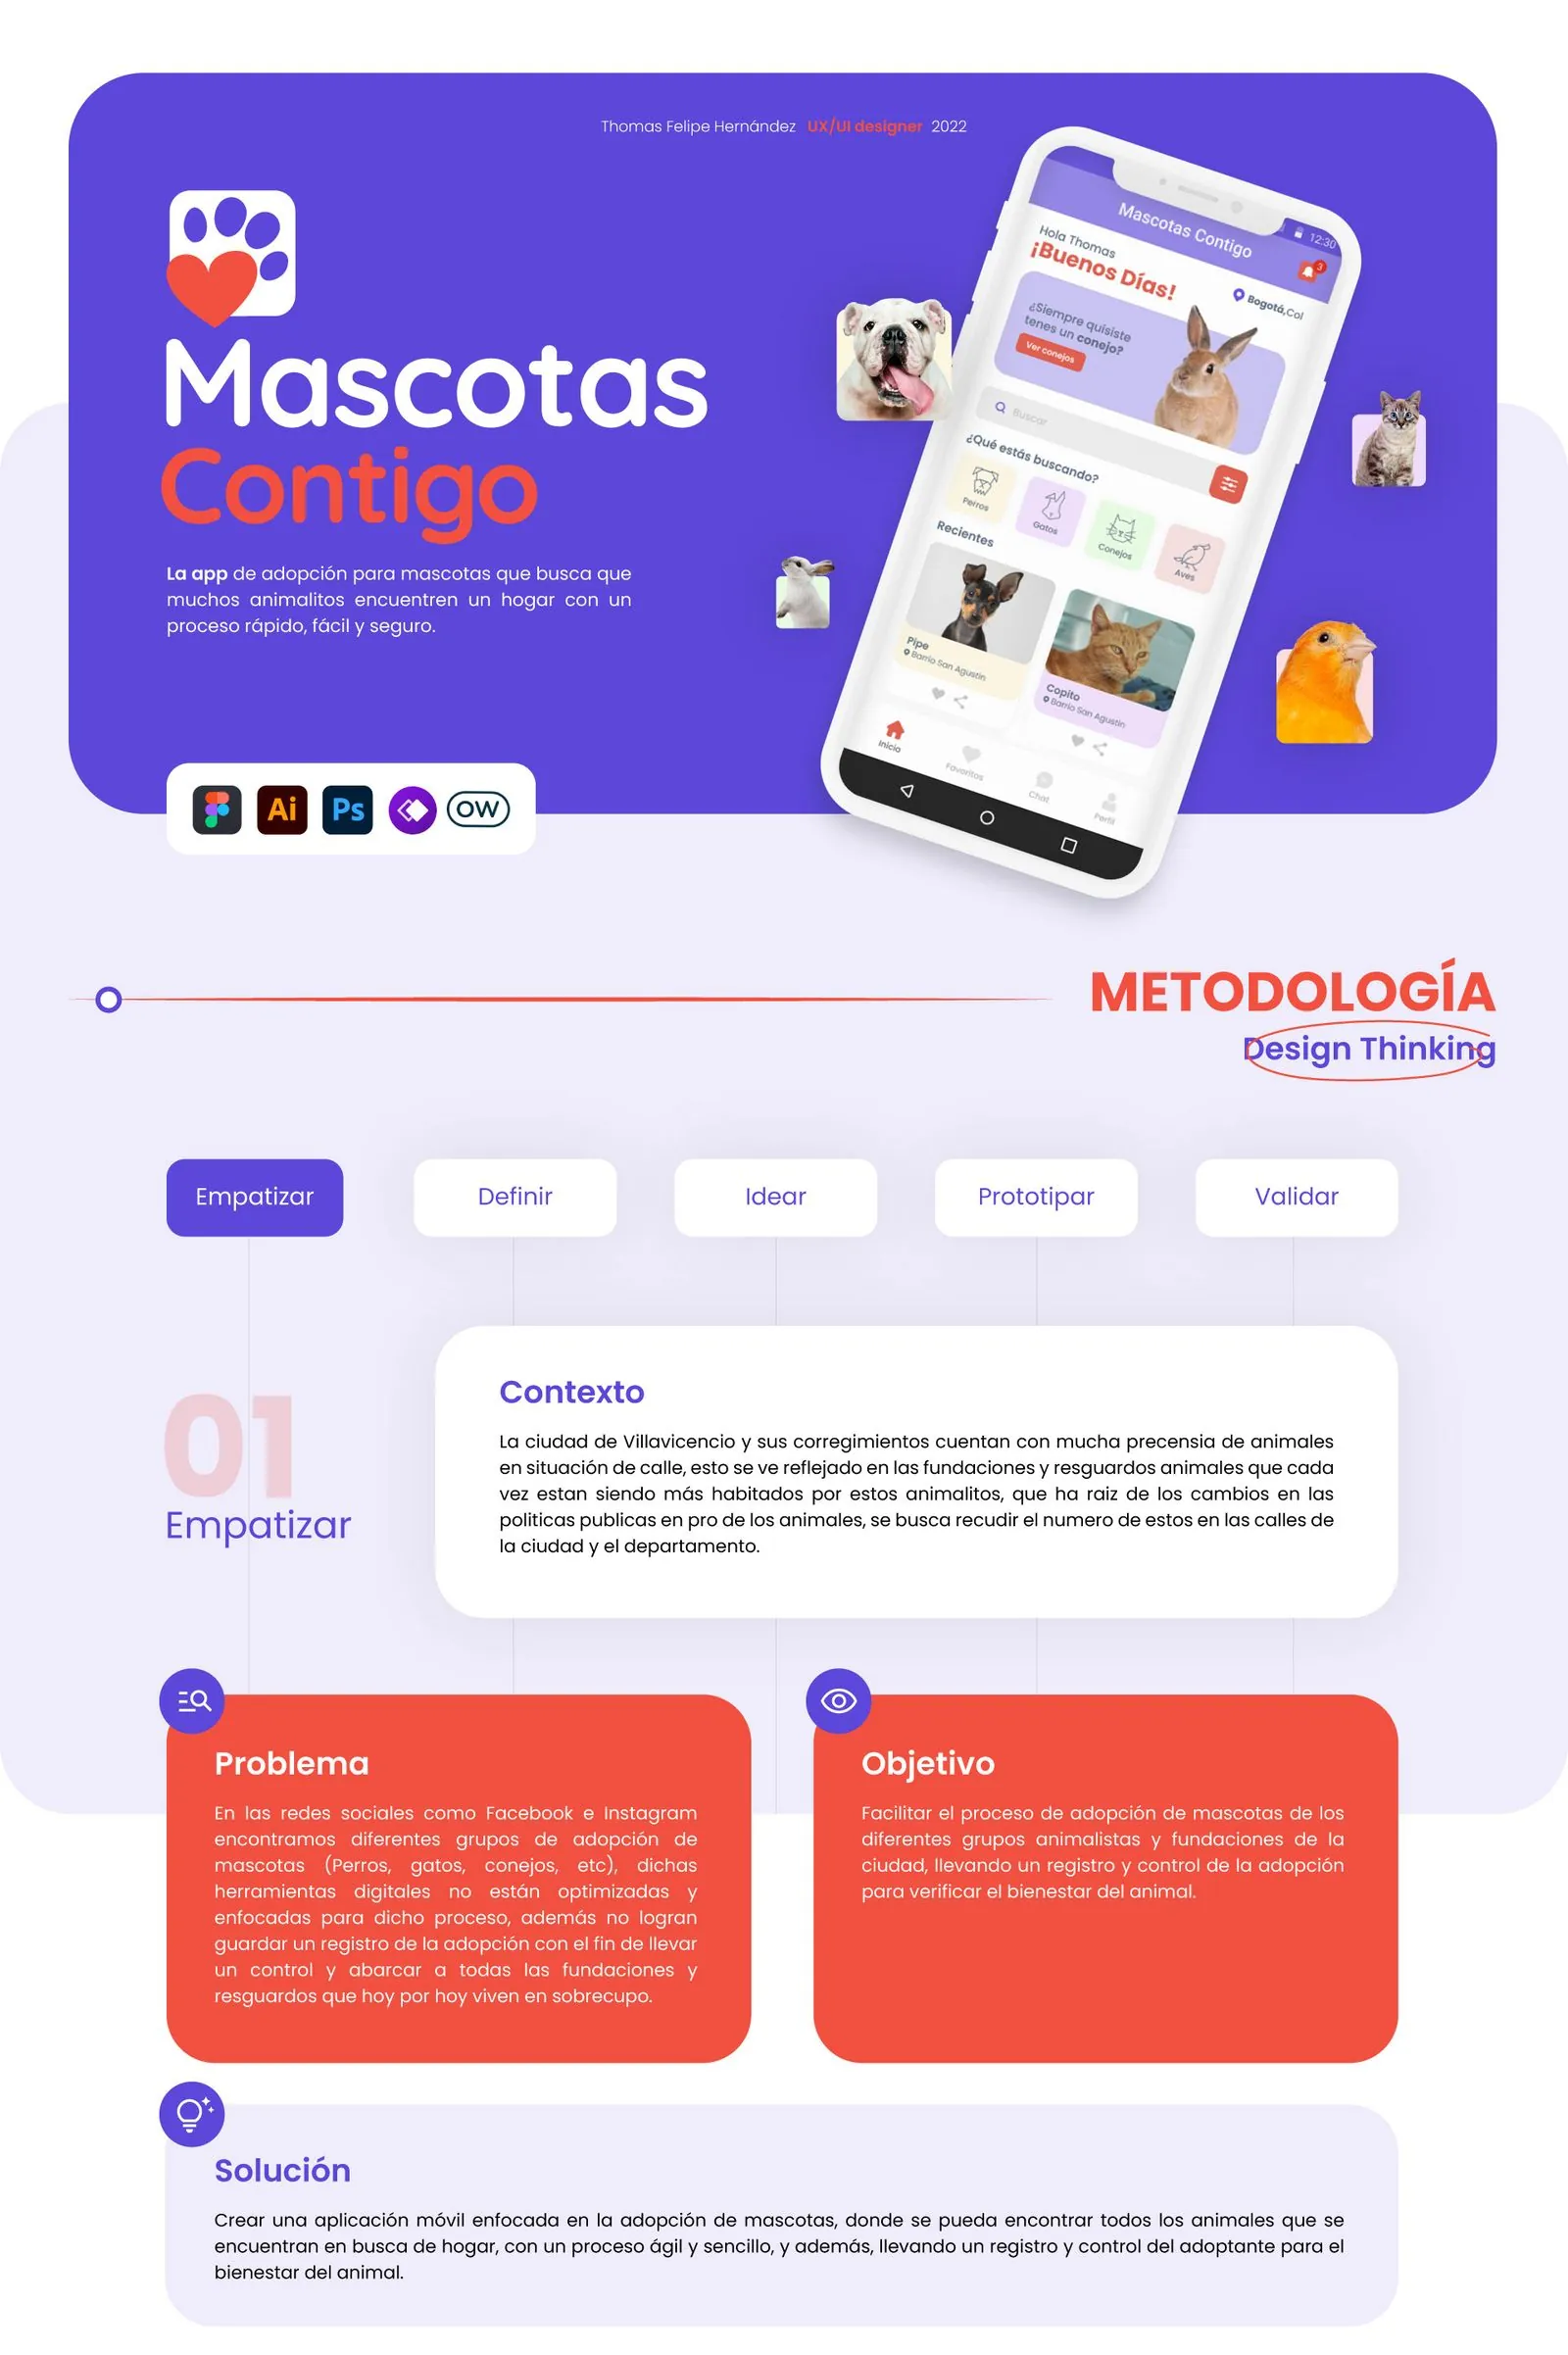 Thomas Felipe Hernández UX/UI designer 2022
Mascotas
Contigo
La app de adopción para mascotas que busca que
muchos animalitos encuentren un hogar con un
proceso rápido, fácil y seguro.
Ai Ps OW
12:30
Mascotas Contigo
3
Hola Thomas
¡Buenos Días!
Bogotá,Col
¿Siempre quisiste
tenes un conejo?
Ver conejos
Buscar
¿Qué estás buscando?
Perros
Gatos
Conejos
Aves
Recientes
Pipe
Barrio San Agustin
Copito
Barrio San Agustin
Inicio
Favoritos
Chat
Perfil
METODOLOGÍA
Design Thinking
Empatizar
Definir
Idear
Prototipar
Validar
01
Empatizar
Contexto
La ciudad de Villavicencio y sus corregimientos cuentan con mucha precensia de animales
en situación de calle, esto se ve reflejado en las fundaciones y resguardos animales que cada
vez estan siendo más habitados por estos animalitos, que ha raiz de los cambios en las
politicas publicas en pro de los animales, se busca recudir el numero de estos en las calles de
la ciudad y el departamento.
Problema
En las redes sociales como Facebook e Instagram
encontramos diferentes grupos de adopción de
mascotas (Perros, gatos, conejos, etc), dichas
herramientas digitales no están optimizadas y
enfocadas para dicho proceso, además no logran
guardar un registro de la adopción con el fin de llevar
un control y abarcar a todas las fundaciones y
resguardos que hoy por hoy viven en sobrecupo.
Objetivo
Facilitar el proceso de adopción de mascotas de los
diferentes grupos animalistas y fundaciones de la
ciudad, llevando un registro y control de la adopción
para verificar el bienestar del animal.
Solución
Crear una aplicación móvil enfocada en la adopción de mascotas, donde se pueda encontrar todos los animales que se
encuentran en busca de hogar, con un proceso ágil y sencillo, y además, llevando un registro y control del adoptante para el
bienestar del animal.